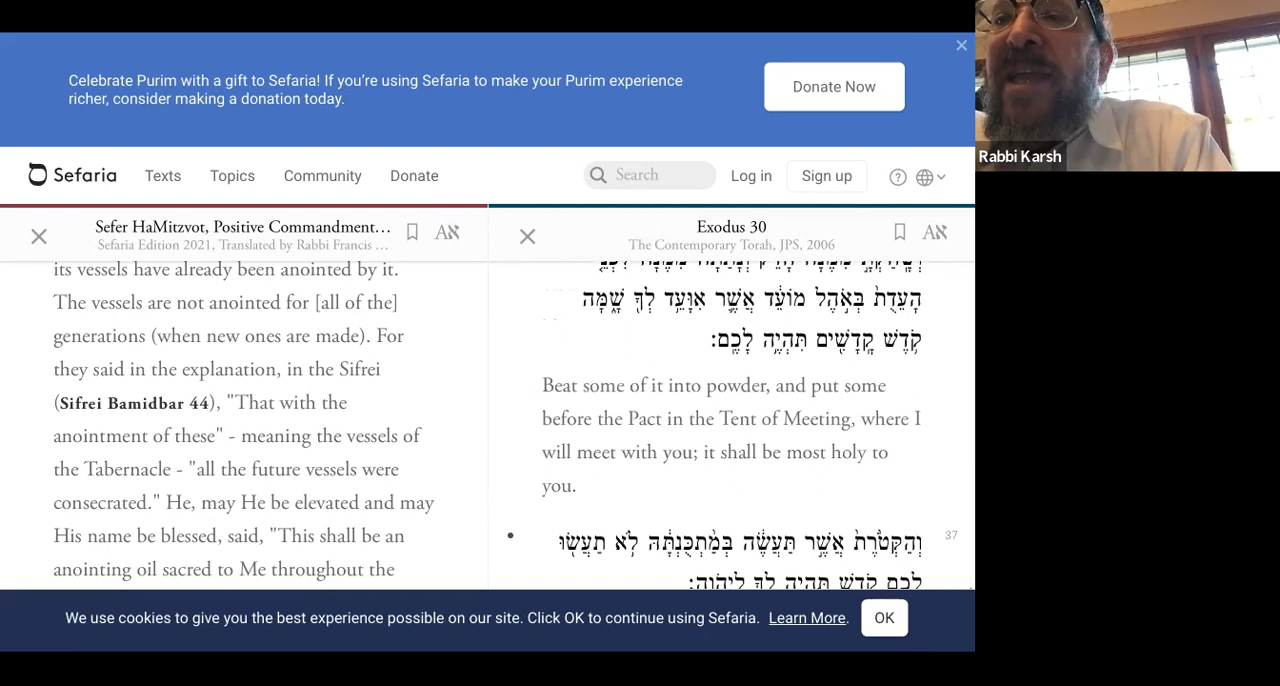 Celebrate Purim with a gift to Sefaria! If you're using Sefaria to make your Purim experience
richer, consider making a donation today.
Donate Now
Sefaria
Texts
Topics
Community
Donate
Search
Log in
Sign up
Rabbi Karsh
Sefer HaMitzvot, Positive Commandment…
Sefaria Edition 2021, Translated by Rabbi Francis …
its vessels have already been anointed by it.
The vessels are not anointed for [all of the]
generations (when new ones are made). For
they said in the explanation, in the Sifrei
(Sifrei Bamidbar 44), "That with the
anointment of these" - meaning the vessels of
the Tabernacle - "all the future vessels were
consecrated." He, may He be elevated and may
His name be blessed, said, "This shall be an
anointing oil sacred to Me throughout the
Exodus 30
The Contemporary Torah, JPS, 2006
הָעֵדֻת֙ בְּאֹ֣הֶל מוֹעֵ֔ד אֲשֶׁ֛ר אִוָּעֵ֥ד לְךָ֖ שָׁ֑מָּה
קֹ֥דֶשׁ קׇֽדָשִׁ֖ים תִּהְיֶ֥ה לָכֶֽם׃
Beat some of it into powder, and put some
before the Pact in the Tent of Meeting, where I
will meet with you; it shall be most holy to
you.
37
וְהַקְּטֹ֙רֶת֙ אֲשֶׁ֣ר תַּעֲשֶׂ֔ה בְּמַ֨תְכֻּנְתָּ֔הּ לֹ֥א תַעֲשׂ֖וּ
לָכֶ֑ם קֹ֛דֶשׁ תִּהְיֶ֥ה לְךָ֖ לַיהֹוָֽה׃
We use cookies to give you the best experience possible on our site. Click OK to continue using Sefaria. Learn More.
OK